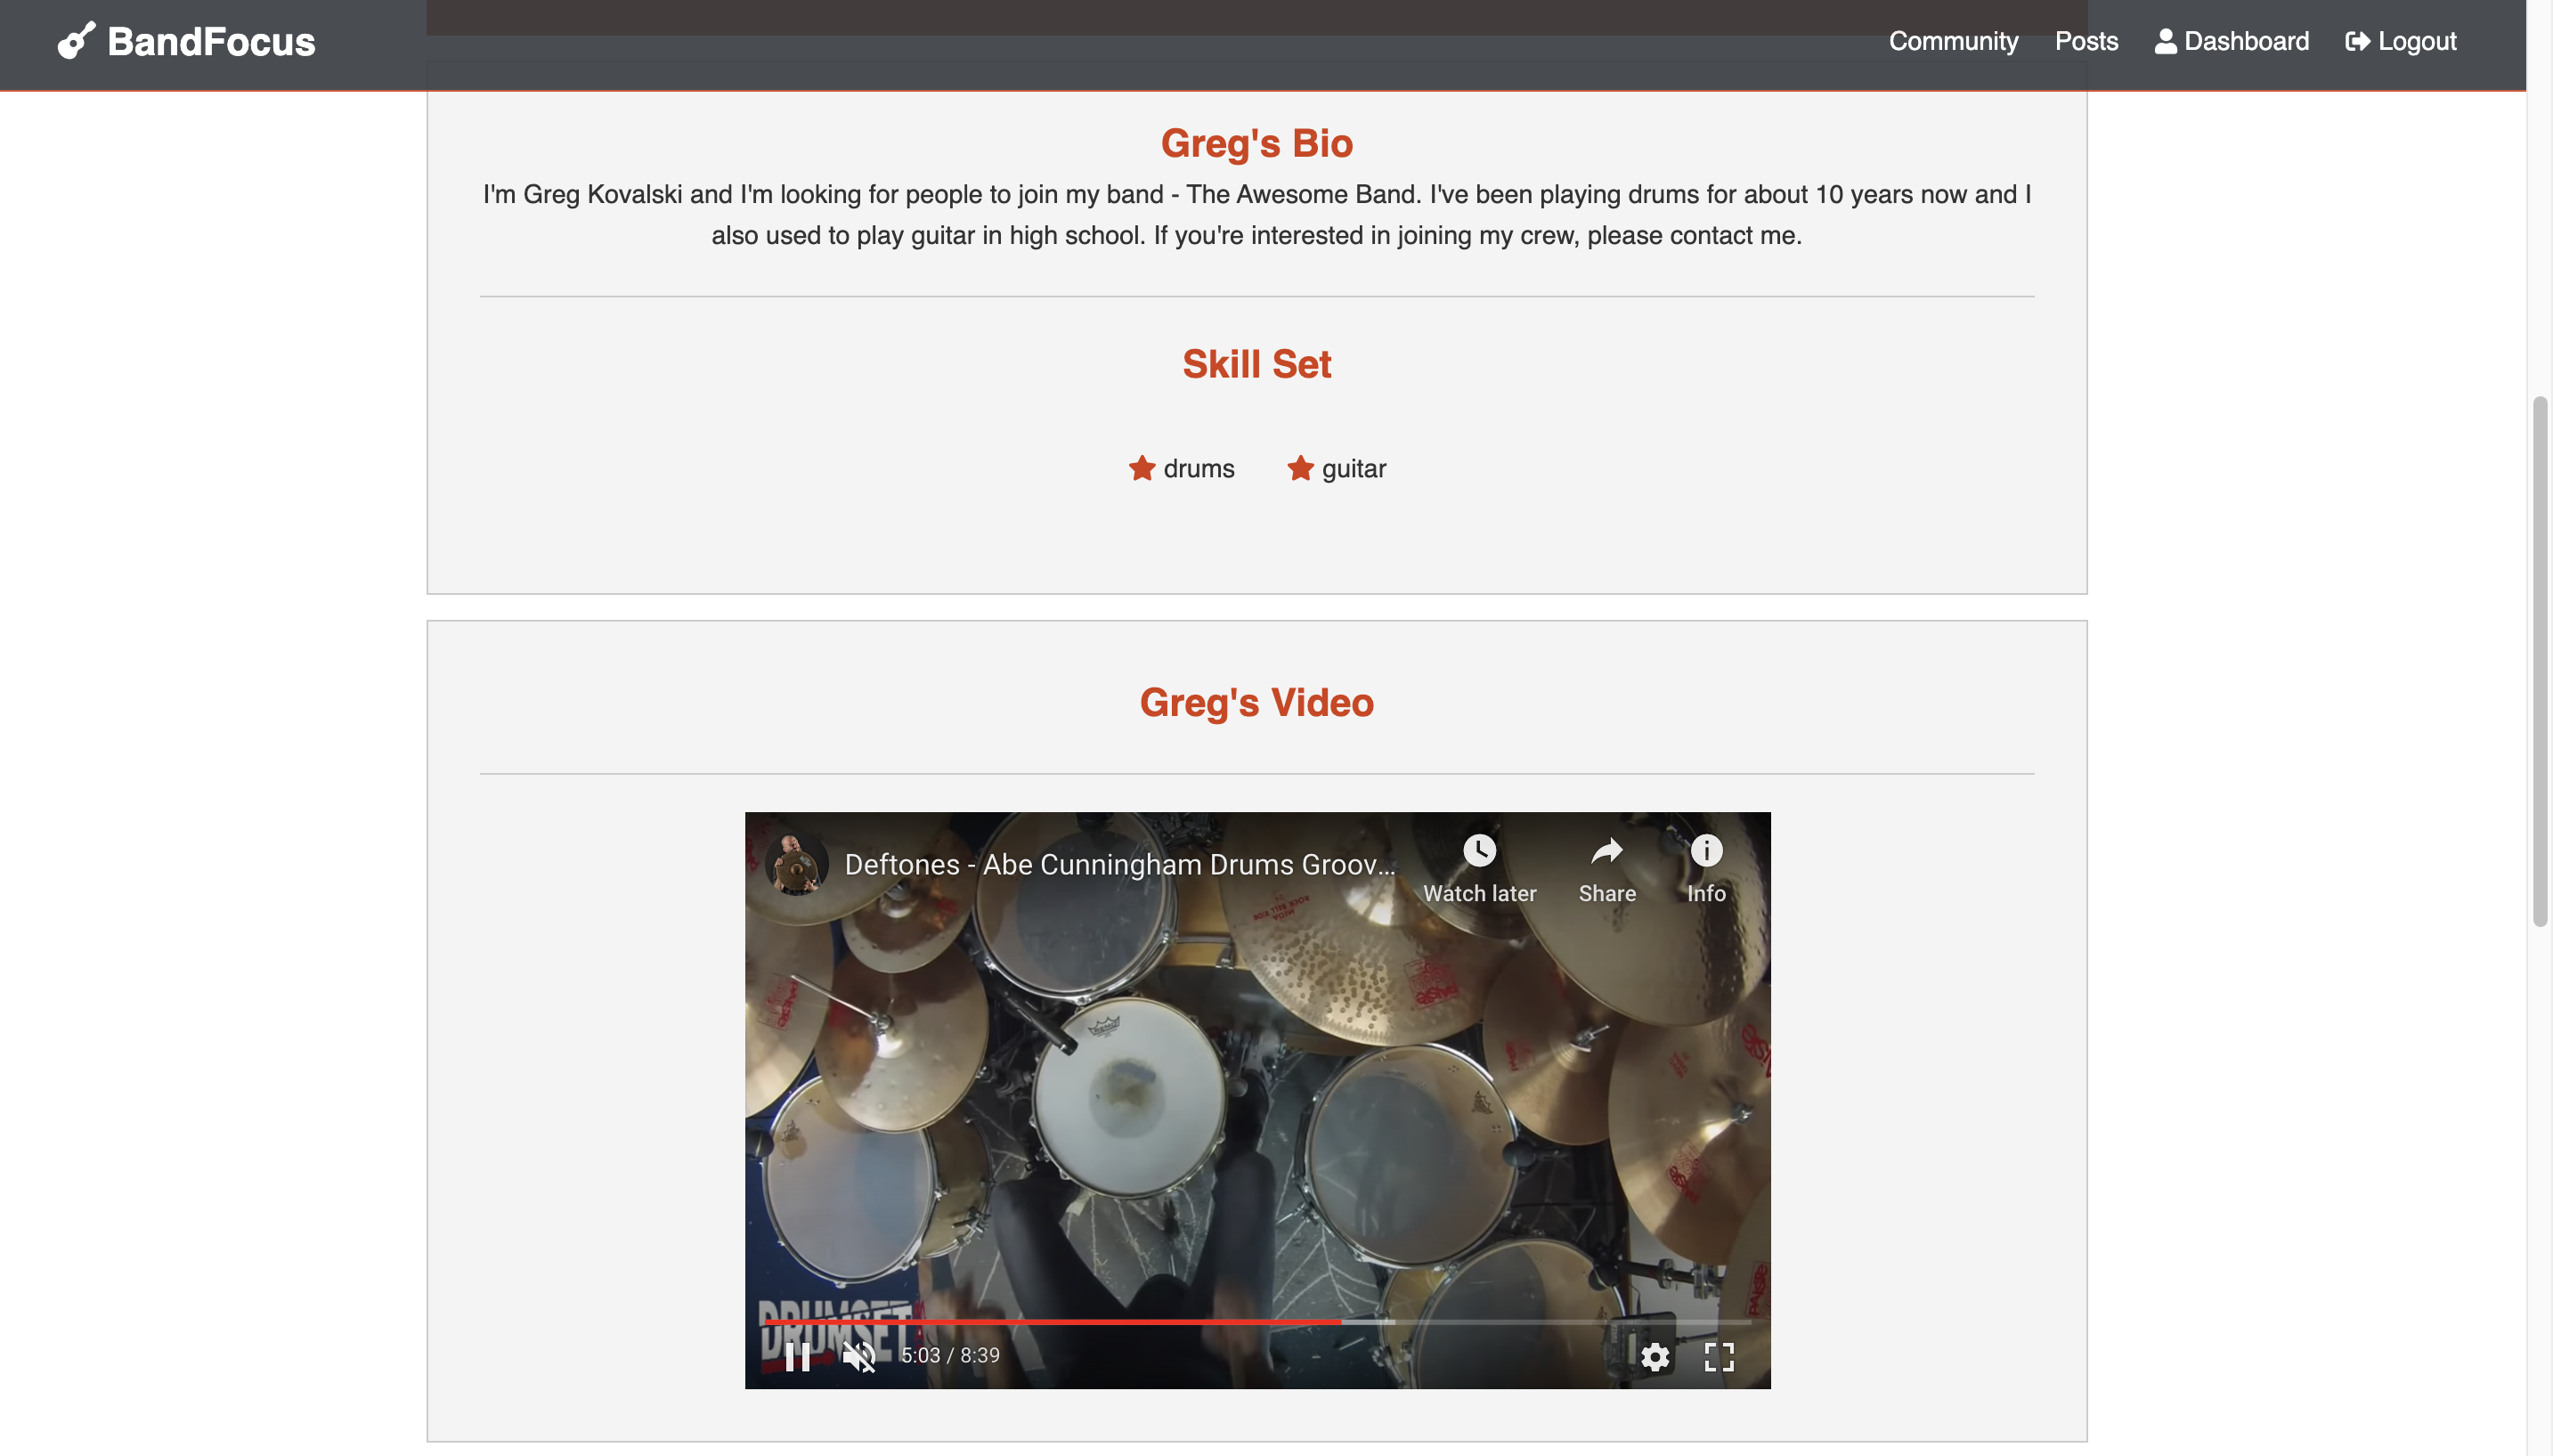 BandFocus
Community Posts Dashboard Logout
Greg's Bio
I'm Greg Kovalski and I'm looking for people to join my band - The Awesome Band. I've been playing drums for about 10 years now and I
also used to play guitar in high school. If you're interested in joining my crew, please contact me.
Skill Set
drums guitar
Greg's Video
Deftones - Abe Cunningham Drums Groov...
Watch later Share Info
REMO
DRUMSET
5:03 / 8:39